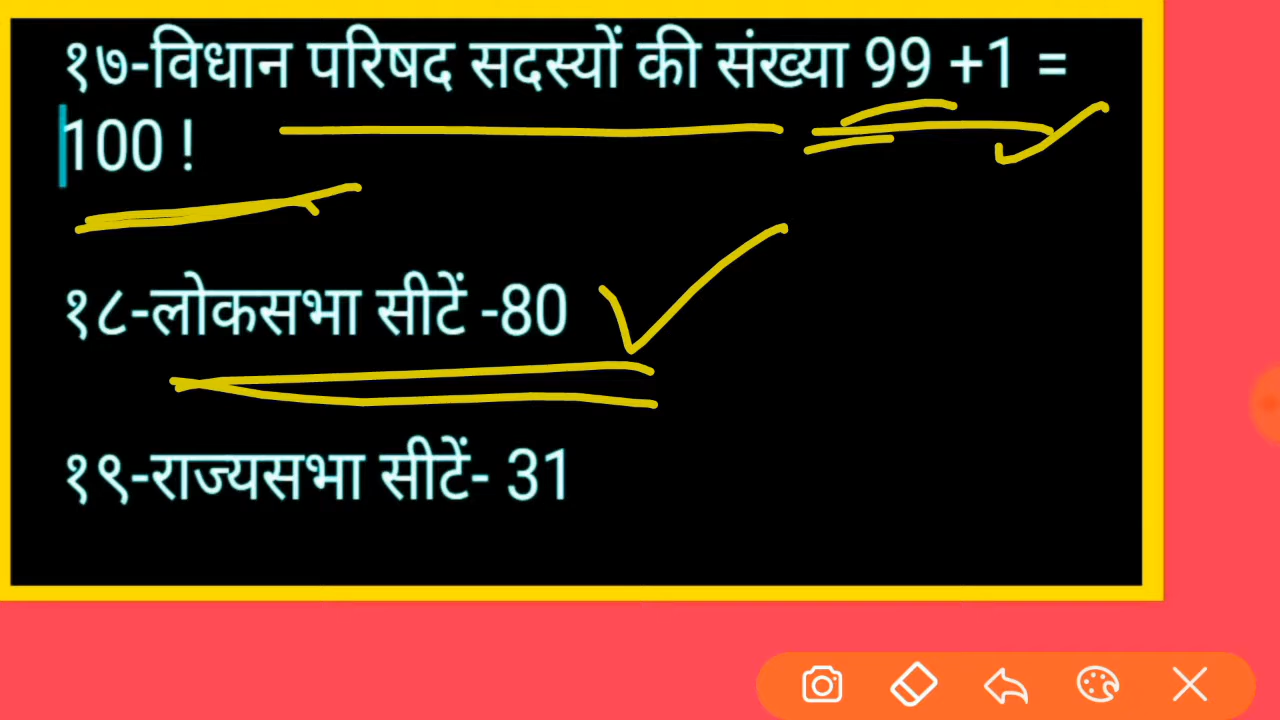 १७-विधान परिषद सदस्यों की संख्या 99 +1 =
100 !
१८-लोकसभा सीटें -80
१९-राज्यसभा सीटें- 31